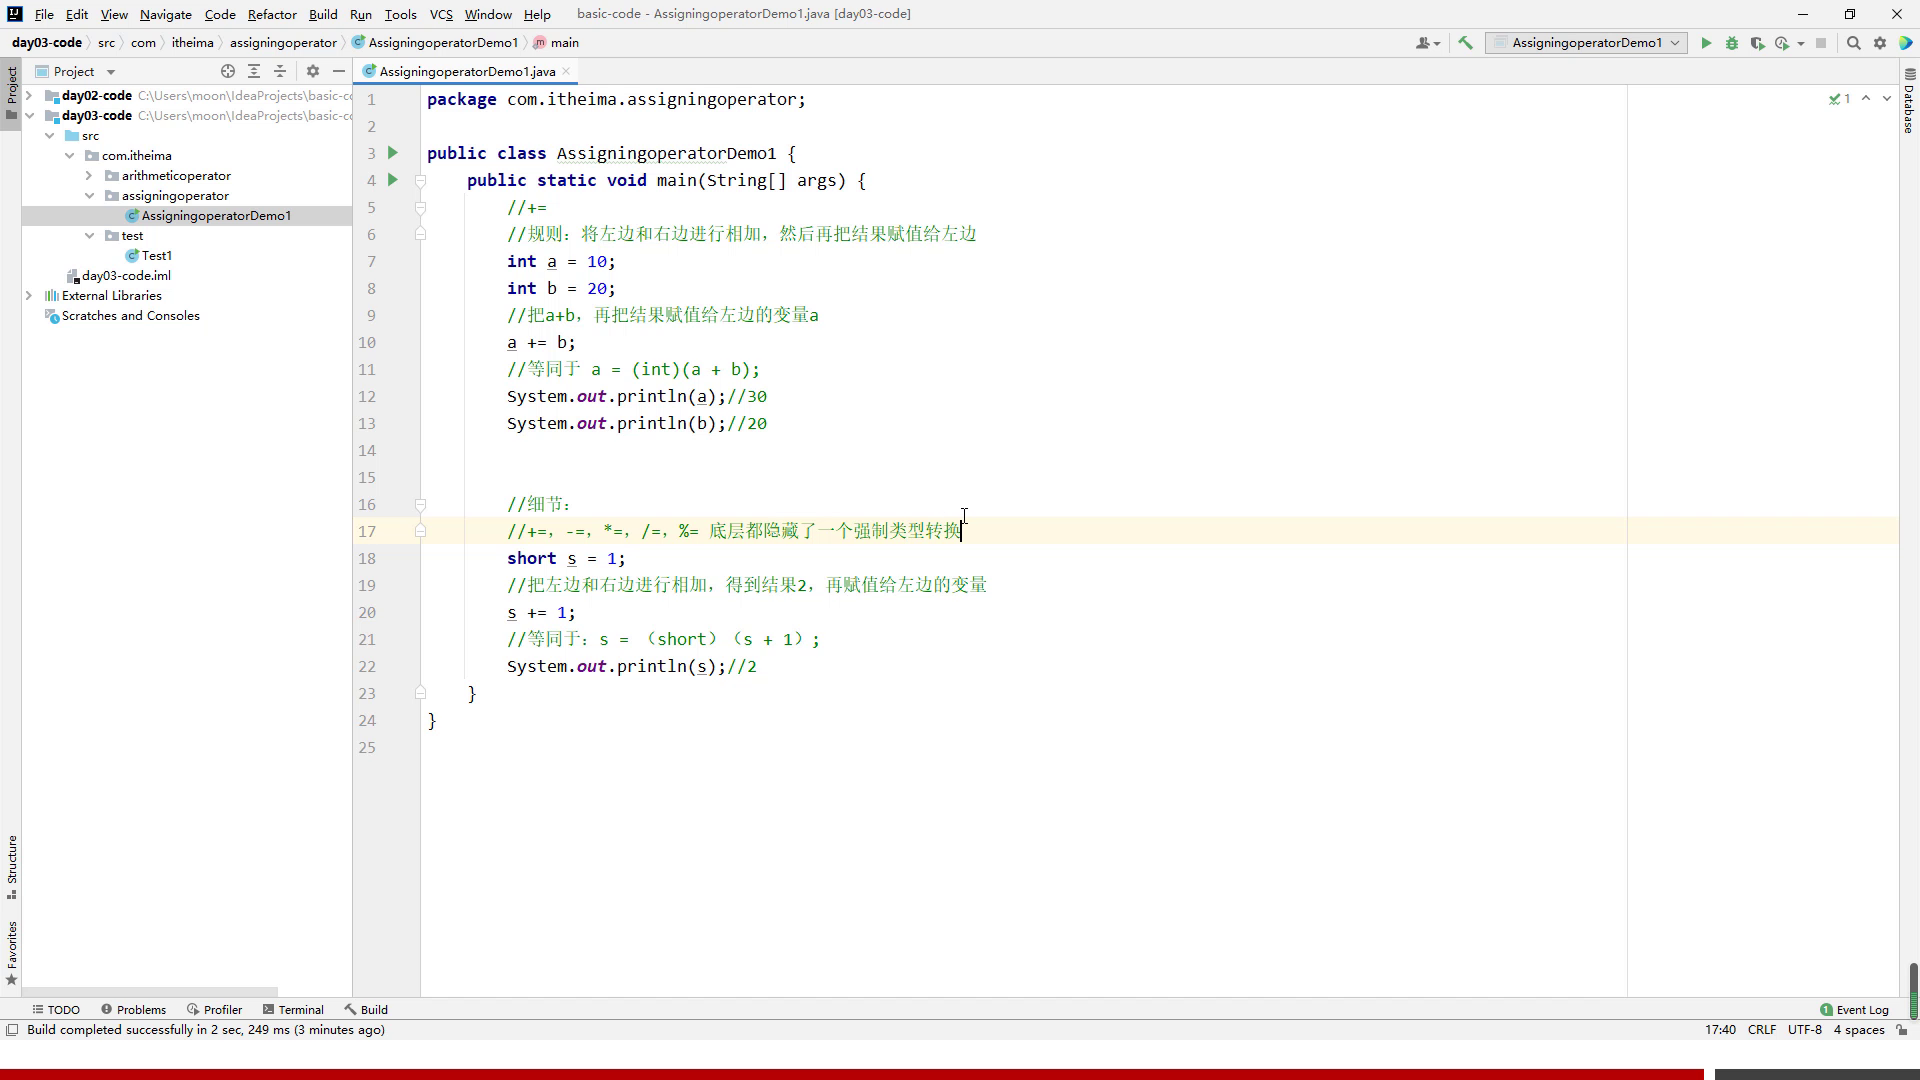 File Edit View Navigate Code Refactor Build Run Tools VCS Window Help basic-code - AssigningoperatorDemo1.java [day03-code]
day03-code src com itheima assigningoperator AssigningoperatorDemo1 main AssigningoperatorDemo1
Project AssigningoperatorDemo1.java
Project
Database
day02-code C:\Users\moon\IdeaProjects\basic-c
day03-code C:\Users\moon\IdeaProjects\basic-c
src
com.itheima
arithmeticoperator
assigningoperator
AssigningoperatorDemo1
test
Test1
day03-code.iml
External Libraries
Scratches and Consoles
1 package com.itheima.assigningoperator;
2
3 public class AssigningoperatorDemo1 {
4 public static void main(String[] args) {
5 //+=
6 //规则：将左边和右边进行相加，然后再把结果赋值给左边
7 int a = 10;
8 int b = 20;
9 //把a+b，再把结果赋值给左边的变量a
10 a += b;
11 //等同于 a = (int)(a + b);
12 System.out.println(a);//30
13 System.out.println(b);//20
14
15
16 //细节：
17 //+=，-=，*=，/=，%= 底层都隐藏了一个强制类型转换
18 short s = 1;
19 //把左边和右边进行相加，得到结果2，再赋值给左边的变量
20 s += 1;
21 //等同于：s = （short）（s + 1）;
22 System.out.println(s);//2
23 }
24 }
25
1
Structure
Favorites
TODO Problems Profiler Terminal Build 1 Event Log
Build completed successfully in 2 sec, 249 ms (3 minutes ago) 17:40 CRLF UTF-8 4 spaces